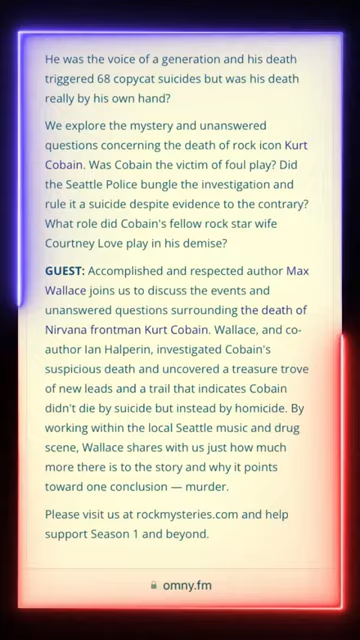 He was the voice of a generation and his death
triggered 68 copycat suicides but was his death
really by his own hand?
We explore the mystery and unanswered
questions concerning the death of rock icon Kurt
Cobain. Was Cobain the victim of foul play? Did
the Seattle Police bungle the investigation and
rule it a suicide despite evidence to the contrary?
What role did Cobain's fellow rock star wife
Courtney Love play in his demise?
GUEST: Accomplished and respected author Max
Wallace joins us to discuss the events and
unanswered questions surrounding the death of
Nirvana frontman Kurt Cobain. Wallace, and co-
author Ian Halperin, investigated Cobain's
suspicious death and uncovered a treasure trove
of new leads and a trail that indicates Cobain
didn't die by suicide but instead by homicide. By
working within the local Seattle music and drug
scene, Wallace shares with us just how much
more there is to the story and why it points
toward one conclusion — murder.
Please visit us at rockmysteries.com and help
support Season 1 and beyond.
omny.fm